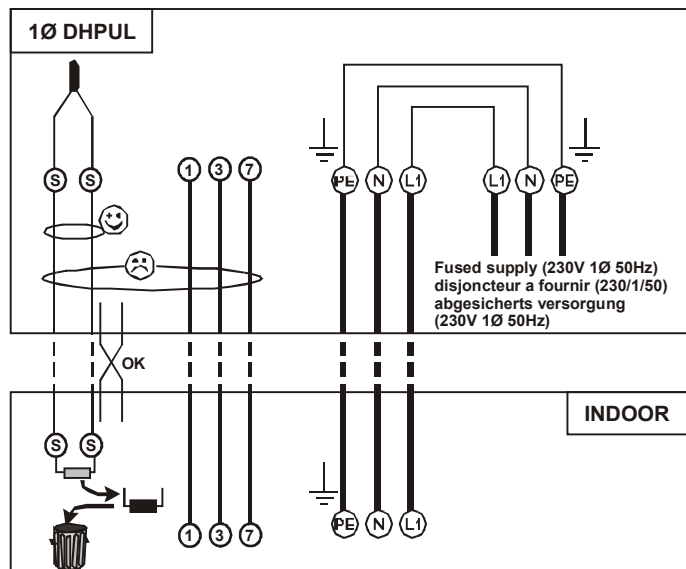 1Ø DHPUL
S S 1 3 7 PE N L1 L1 N PE
Fused supply (230V 1Ø 50Hz)
disjoncteur a fournir (230/1/50)
abgesicherts versorgung
(230V 1Ø 50Hz)
OK
INDOOR
S S
1 3 7 PE N L1